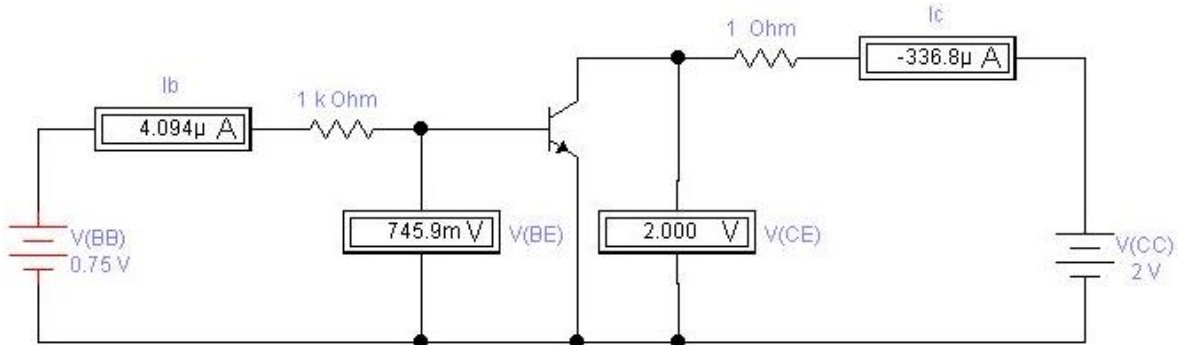 Ib
4.094µ A
1 k Ohm
1 Ohm
Ic
-336.8µ A
V(BB)
0.75 V
745.9m V
V(BE)
2.000 V
V(CE)
V(CC)
2 V